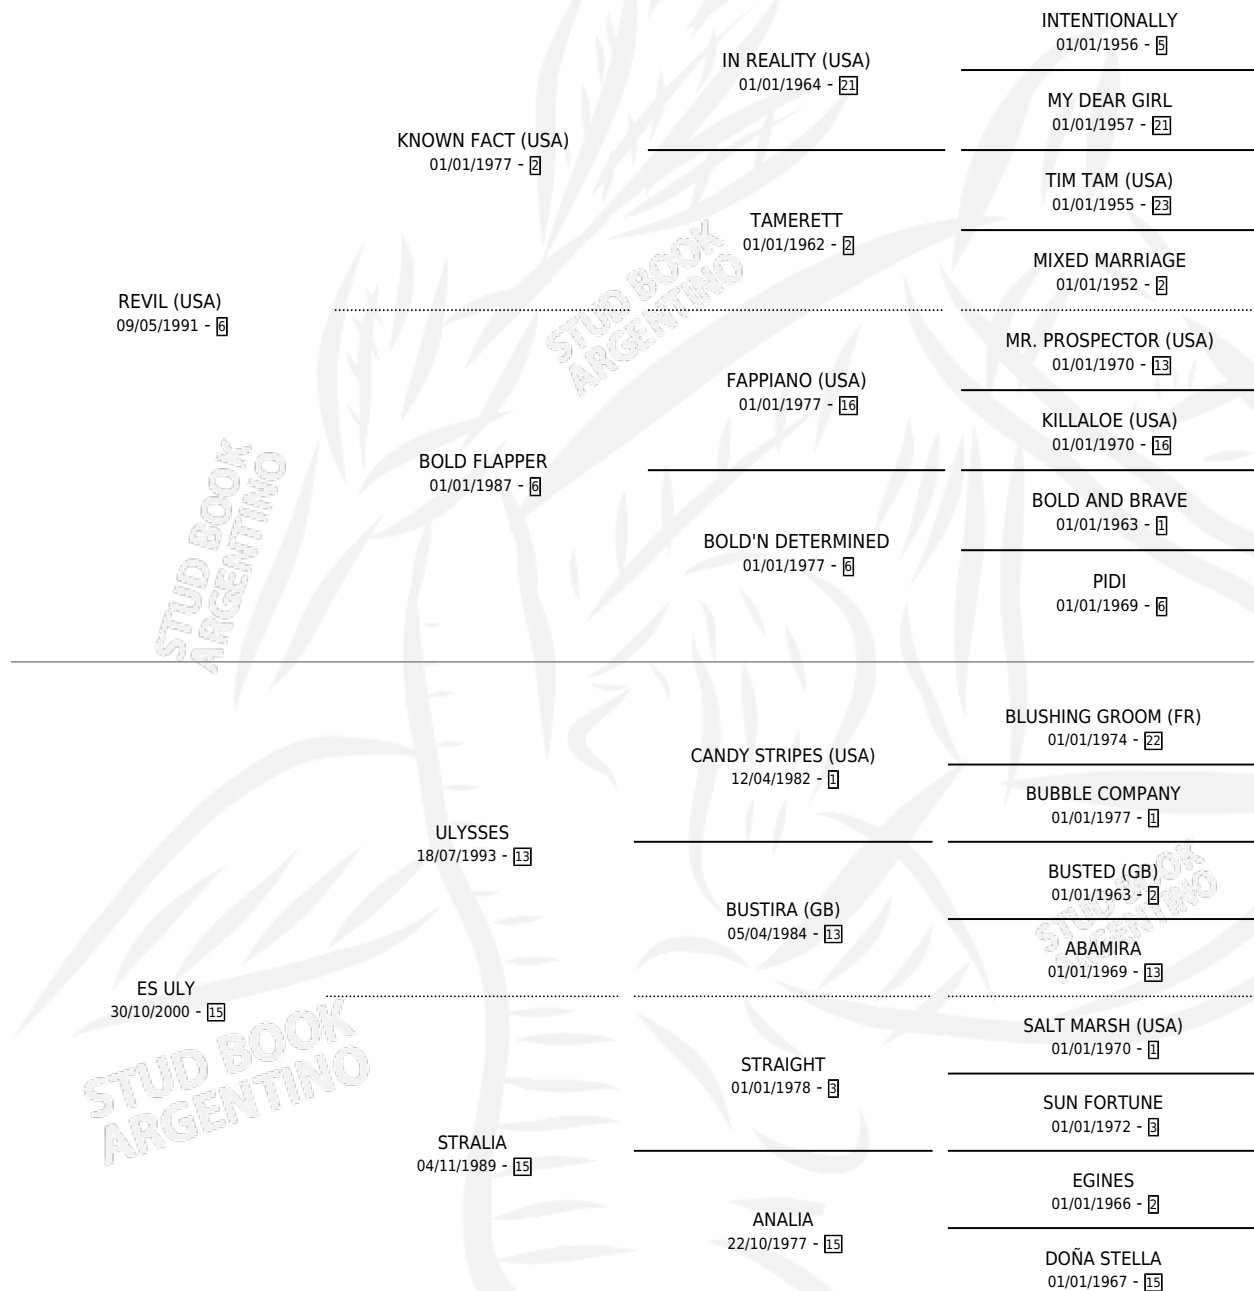 INTENTIONALLY
01/01/1956 - 5
IN REALITY (USA)
01/01/1964 - 21
MY DEAR GIRL
01/01/1957 - 21
KNOWN FACT (USA)
01/01/1977 - 2
TIM TAM (USA)
01/01/1955 - 23
TAMERETT
01/01/1962 - 2
MIXED MARRIAGE
01/01/1952 - 2
REVIL (USA)
09/05/1991 - 6
MR. PROSPECTOR (USA)
01/01/1970 - 13
FAPPIANO (USA)
01/01/1977 - 16
KILLALOE (USA)
01/01/1970 - 16
BOLD FLAPPER
01/01/1987 - 6
BOLD AND BRAVE
01/01/1963 - 1
BOLD'N DETERMINED
01/01/1977 - 6
PIDI
01/01/1969 - 6
BLUSHING GROOM (FR)
01/01/1974 - 22
CANDY STRIPES (USA)
12/04/1982 - 1
BUBBLE COMPANY
01/01/1977 - 1
ULYSSES
18/07/1993 - 13
BUSTED (GB)
01/01/1963 - 2
BUSTIRA (GB)
05/04/1984 - 13
ABAMIRA
01/01/1969 - 13
ES ULY
30/10/2000 - 15
SALT MARSH (USA)
01/01/1970 - 1
STRAIGHT
01/01/1978 - 3
SUN FORTUNE
01/01/1972 - 3
STRALIA
04/11/1989 - 15
EGINES
01/01/1966 - 2
ANALIA
22/10/1977 - 15
DOÑA STELLA
01/01/1967 - 15
STUD BOOK
ARGENTINO
STUD BOOK
ARGENTINO
STUD BOOK
ARGENTINO
STUD BOOK
ARGENTINO